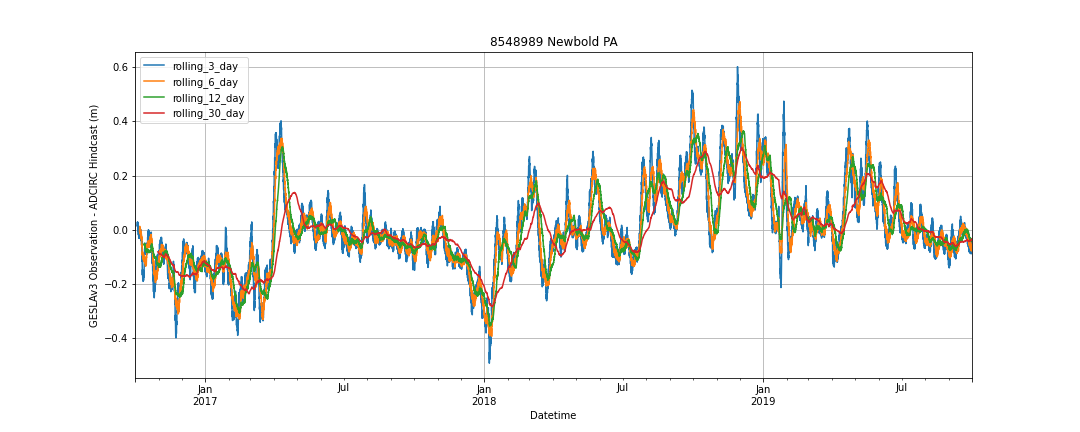 8548989 Newbold PA
rolling_3_day
rolling_6_day
rolling_12_day
rolling_30_day
GESLAv3 Observation - ADCIRC Hindcast (m)
0.6
0.4
0.2
0.0
−0.2
−0.4
Jan
2017
Jul
Jan
2018
Jul
Jan
2019
Jul
Datetime